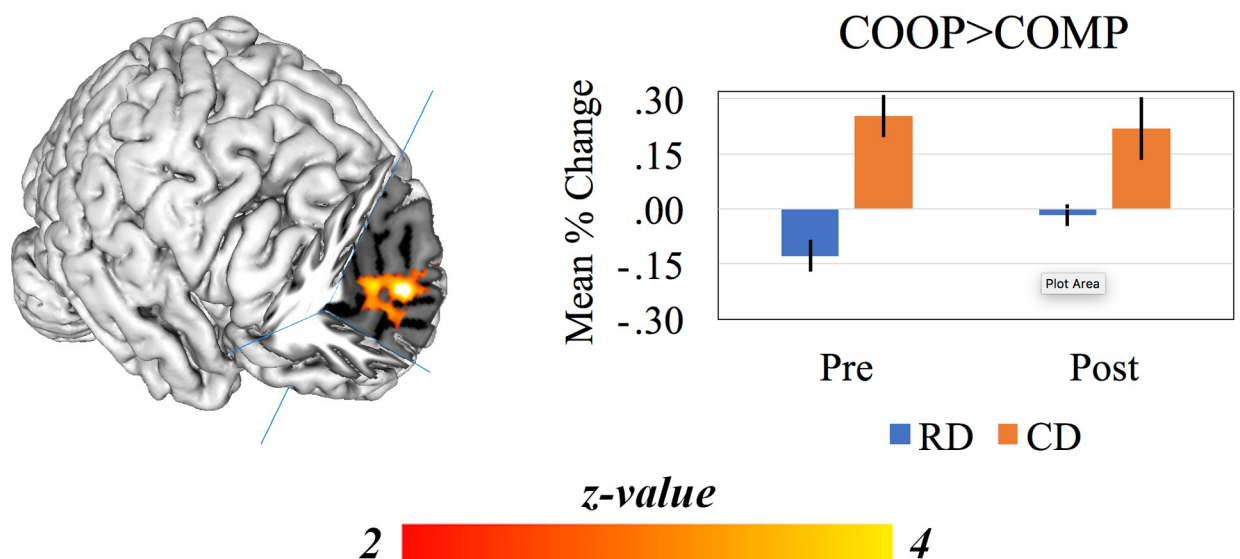 COOP>COMP
Mean % Change
.30
.15
.00
-.15
-.30
Plot Area
Pre Post
RD CD
z-value
2 4